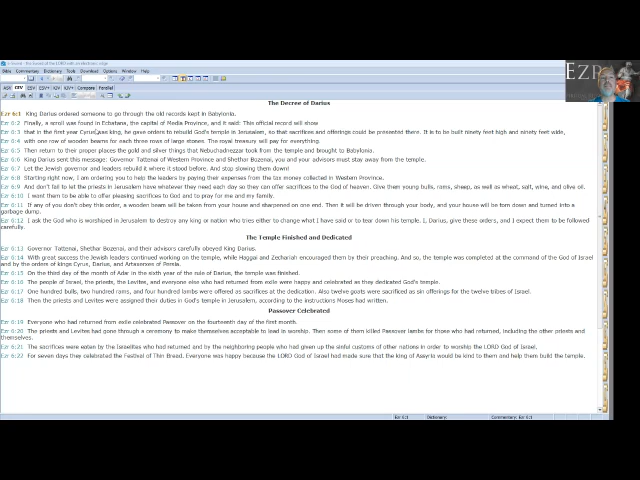 Bible Commentary Dictionary Tools Download Options Window Help
ASV CEV ESV ESV+ KJV KJV+ Compare Parallel
EZR
The Decree of Darius
Ezr 6:1 King Darius ordered someone to go through the old records kept in Babylonia.
Ezr 6:2 Finally, a scroll was found in Ecbatana, the capital of Media Province, and it said: This official record will show
Ezr 6:3 that in the first year Cyrus was king, he gave orders to rebuild God's temple in Jerusalem, so that sacrifices and offerings could be presented there. It is to be built ninety feet high and ninety feet wide,
Ezr 6:4 with one row of wooden beams for each three rows of large stones. The royal treasury will pay for everything.
Ezr 6:5 Then return to their proper places the gold and silver things that Nebuchadnezzar took from the temple and brought to Babylonia.
Ezr 6:6 King Darius sent this message: Governor Tattenai of Western Province and Shethar Bozenai, you and your advisors must stay away from the temple.
Ezr 6:7 Let the Jewish governor and leaders rebuild it where it stood before. And stop slowing them down!
Ezr 6:8 Starting right now, I am ordering you to help the leaders by paying their expenses from the tax money collected in Western Province.
Ezr 6:9 And don't fail to let the priests in Jerusalem have whatever they need each day so they can offer sacrifices to the God of heaven. Give them young bulls, rams, sheep, as well as wheat, salt, wine, and olive oil.
Ezr 6:10 I want them to be able to offer pleasing sacrifices to God and to pray for me and my family.
Ezr 6:11 If any of you don't obey this order, a wooden beam will be taken from your house and sharpened on one end. Then it will be driven through your body, and your house will be torn down and turned into a
garbage dump.
Ezr 6:12 I ask the God who is worshiped in Jerusalem to destroy any king or nation who tries either to change what I have said or to tear down his temple. I, Darius, give these orders, and I expect them to be followed
carefully.
The Temple Finished and Dedicated
Ezr 6:13 Governor Tattenai, Shethar Bozenai, and their advisors carefully obeyed King Darius.
Ezr 6:14 With great success the Jewish leaders continued working on the temple, while Haggai and Zechariah encouraged them by their preaching. And so, the temple was completed at the command of the God of Israel
and by the orders of kings Cyrus, Darius, and Artaxerxes of Persia.
Ezr 6:15 On the third day of the month of Adar in the sixth year of the rule of Darius, the temple was finished.
Ezr 6:16 The people of Israel, the priests, the Levites, and everyone else who had returned from exile were happy and celebrated as they dedicated God's temple.
Ezr 6:17 One hundred bulls, two hundred rams, and four hundred lambs were offered as sacrifices at the dedication. Also twelve goats were sacrificed as sin offerings for the twelve tribes of Israel.
Ezr 6:18 Then the priests and Levites were assigned their duties in God's temple in Jerusalem, according to the instructions Moses had written.
Passover Celebrated
Ezr 6:19 Everyone who had returned from exile celebrated Passover on the fourteenth day of the first month.
Ezr 6:20 The priests and Levites had gone through a ceremony to make themselves acceptable to lead in worship. Then some of them killed Passover lambs for those who had returned, including the other priests and
themselves.
Ezr 6:21 The sacrifices were eaten by the Israelites who had returned and by the neighboring people who had given up the sinful customs of other nations in order to worship the LORD God of Israel.
Ezr 6:22 For seven days they celebrated the Festival of Thin Bread. Everyone was happy because the LORD God of Israel had made sure that the king of Assyria would be kind to them and help them build the temple.
Ezr 6:1 Dictionary: Commentary: Ezr 6:1